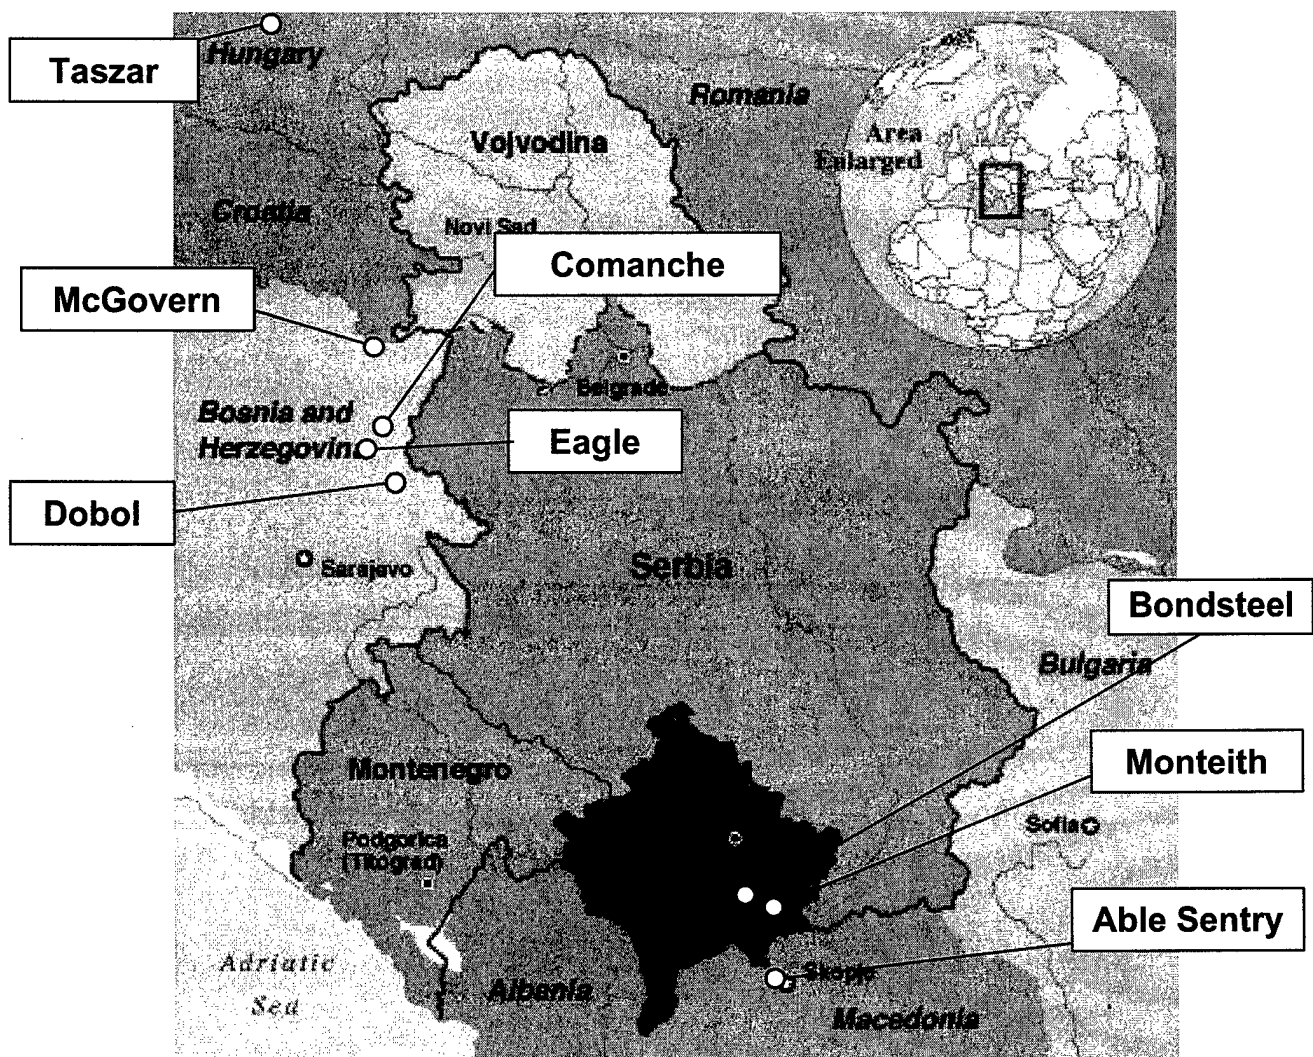 Taszar
Hungary
Romania
Vojvodina
Area
Enlarged
Croatia
Novi Sad
Comanche
McGovern
Belgrade
Bosnia and
Herzegovina
Eagle
Dobol
Sarajevo
Serbia
Bondsteel
Bulgaria
Montenegro
Monteith
Sofia
Podgorica
(Titograd)
Able Sentry
Adriatic
Sea
Skopje
Albania
Macedonia